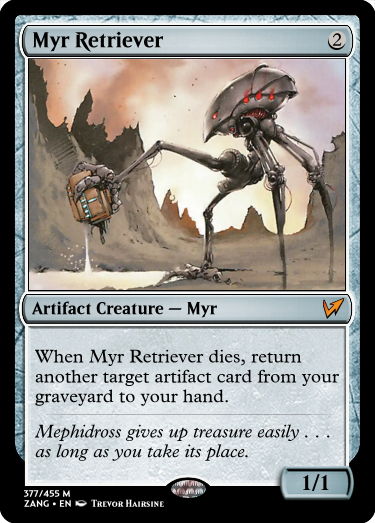 Myr Retriever 2
Artifact Creature — Myr
When Myr Retriever dies, return
another target artifact card from your
graveyard to your hand.
Mephidross gives up treasure easily . . .
as long as you take its place.
1/1
377/455 M
ZANG • EN Trevor Hairsine